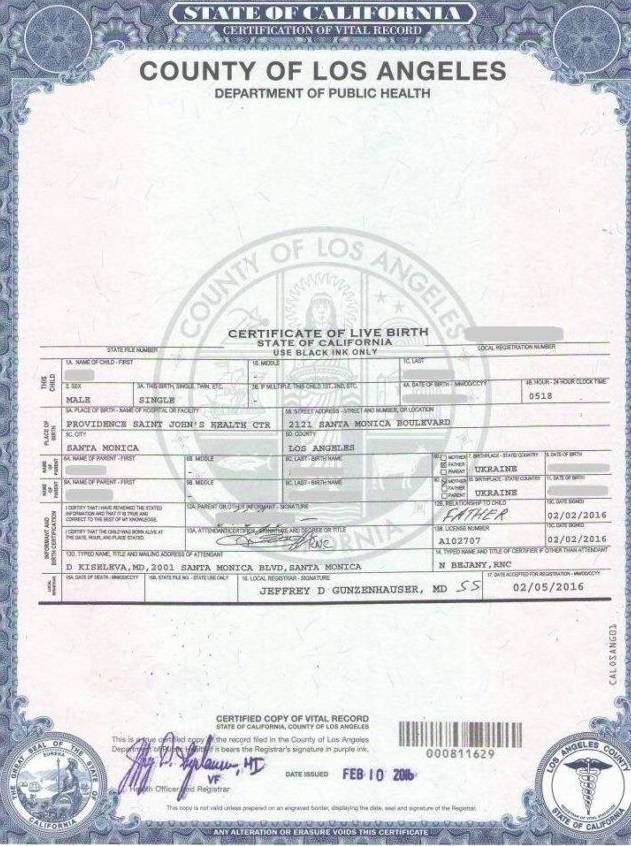 STATE OF CALIFORNIA
CERTIFICATION OF VITAL RECORD
COUNTY OF LOS ANGELES
DEPARTMENT OF PUBLIC HEALTH
COUNTY OF LOS ANGELES
CERTIFICATE OF LIVE BIRTH
STATE OF CALIFORNIA
USE BLACK INK ONLY
STATE FILE NUMBER
LOCAL REGISTRATION NUMBER
THIS CHILD
1A. NAME OF CHILD - FIRST
1B. MIDDLE
1C. LAST
-
2. SEX
3A. THIS BIRTH, SINGLE, TWIN, ETC.
3B. IF MULTIPLE, THIS CHILD 1ST, 2ND, ETC.
4A. DATE OF BIRTH - MM/DD/CCYY
4B. HOUR - 24 HOUR CLOCK TIME
MALE SINGLE - 0518
PLACE OF BIRTH
5A. PLACE OF BIRTH - NAME OF HOSPITAL OR FACILITY
5B. STREET ADDRESS - STREET AND NUMBER, OR LOCATION
PROVIDENCE SAINT JOHN'S HEALTH CTR 2121 SANTA MONICA BOULEVARD
5C. CITY
5D. COUNTY
SANTA MONICA LOS ANGELES
NAME OF PARENT
6A. NAME OF PARENT - FIRST
6B. MIDDLE
6C. LAST - BIRTH NAME
MOTHER
FATHER
PARENT
7. BIRTHPLACE - STATE/COUNTRY
8. DATE OF BIRTH
- UKRAINE
NAME OF PARENT
9A. NAME OF PARENT - FIRST
9B. MIDDLE
9C. LAST - BIRTH NAME
MOTHER
FATHER
PARENT
10. BIRTHPLACE - STATE/COUNTRY
11. DATE OF BIRTH
- UKRAINE
INFORMANT AND BIRTH CERTIFICATION
I CERTIFY THAT I HAVE REVIEWED THE STATED
INFORMATION AND THAT IT IS TRUE AND
CORRECT TO THE BEST OF MY KNOWLEDGE.
12A. PARENT OR OTHER INFORMANT - SIGNATURE
12B. RELATIONSHIP TO CHILD
12C. DATE SIGNED
FATHER 02/02/2016
I CERTIFY THAT THE CHILD WAS BORN ALIVE AT
THE DATE, HOUR, AND PLACE STATED.
13A. ATTENDANT/CERTIFIER - SIGNATURE AND DEGREE OR TITLE
13B. LICENSE NUMBER
13C. DATE SIGNED
RNC A102707 02/02/2016
13D. TYPED NAME, TITLE AND MAILING ADDRESS OF ATTENDANT
14. TYPED NAME AND TITLE OF CERTIFIER IF OTHER THAN ATTENDANT
D KISELEVA, MD, 2001 SANTA MONICA BLVD, SANTA MONICA N BEJANY, RNC
15A. DATE OF DEATH - MM/DD/CCYY
15B. STATE FILE NO. - STATE USE ONLY
16. LOCAL REGISTRAR - SIGNATURE
17. DATE ACCEPTED FOR REGISTRATION - MM/DD/CCYY
JEFFREY D GUNZENHAUSER, MD SS 02/05/2016
CALOSANG01
CERTIFIED COPY OF VITAL RECORD
STATE OF CALIFORNIA, COUNTY OF LOS ANGELES
This is a true certified copy of the record filed in the County of Los Angeles
Department of Public Health if it bears the Registrar's signature in purple ink.
000811629
VF
DATE ISSUED FEB 10 2016
Health Officer and Registrar
This copy is not valid unless prepared on an engraved border, displaying the date, seal and signature of the Registrar.
THE GREAT SEAL OF THE STATE OF CALIFORNIA
EUREKA
LOS ANGELES COUNTY
REGISTRAR OF VITAL
STATE OF CALIFORNIA
ANY ALTERATION OR ERASURE VOIDS THIS CERTIFICATE